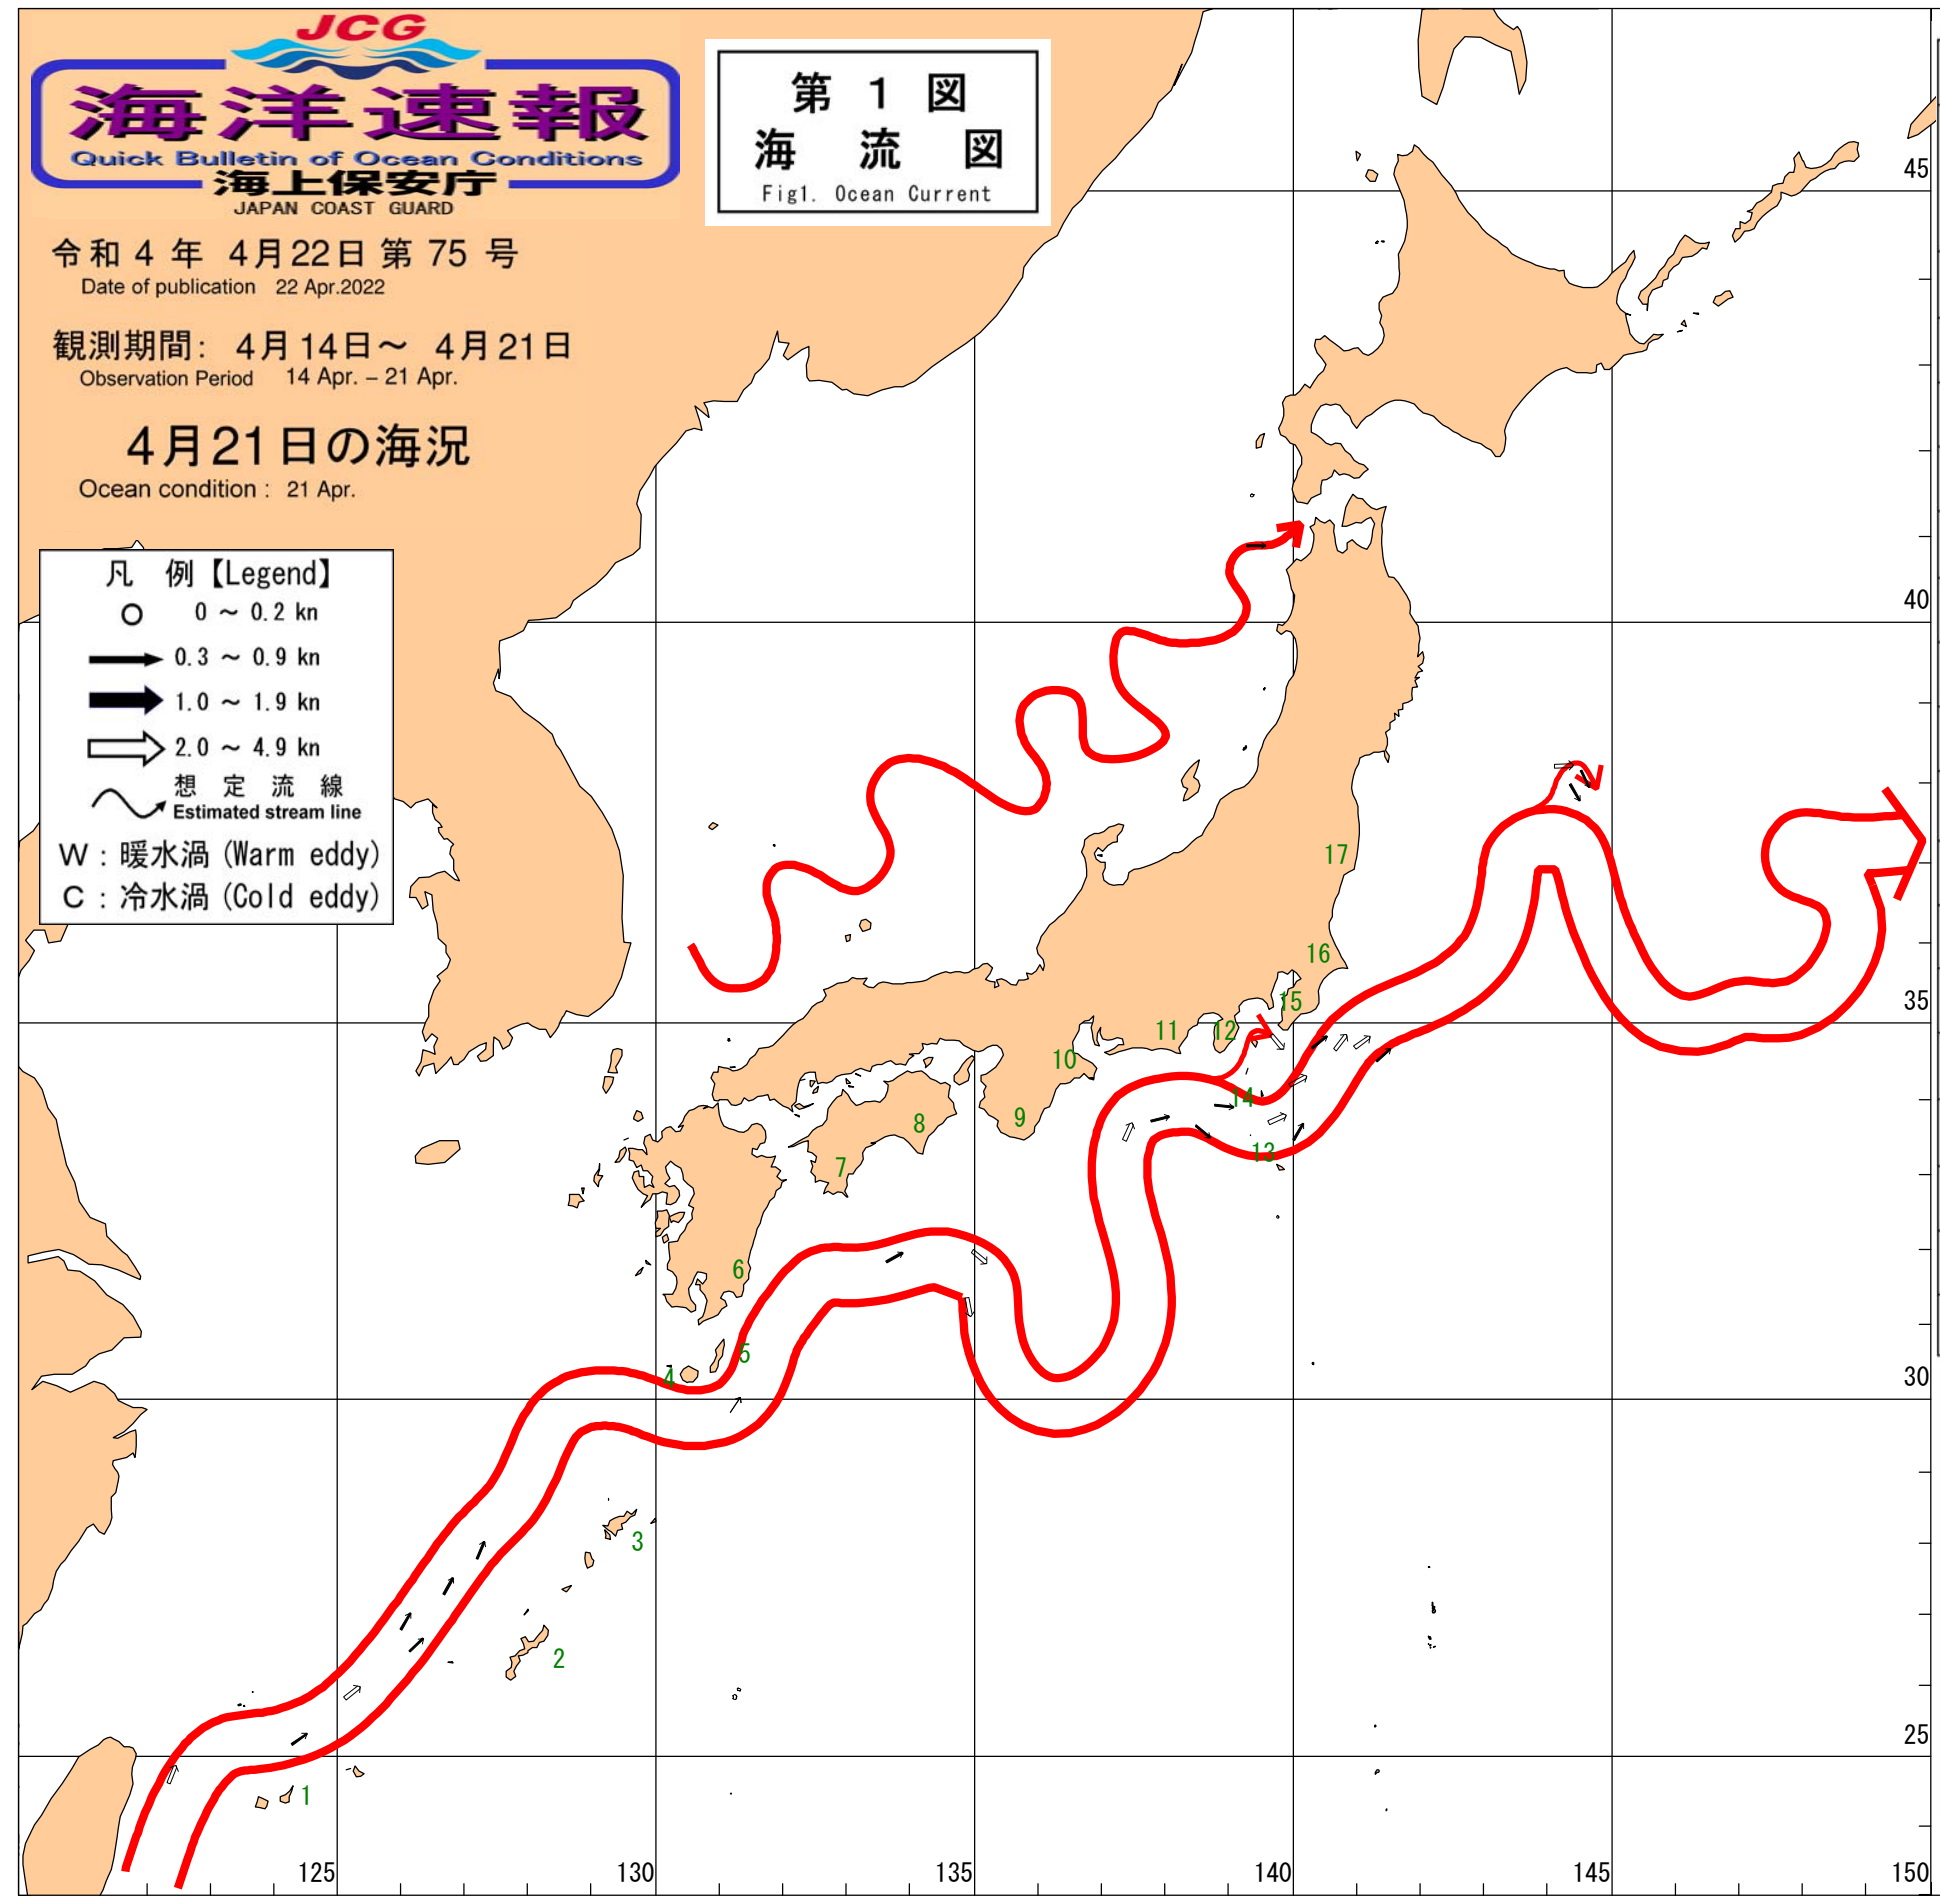 JCG
海洋速報
Quick Bulletin of Ocean Conditions
海上保安庁
JAPAN COAST GUARD
第 1 図
海 流 図
Fig1. Ocean Current
令和 4 年 4月22日 第 75 号
Date of publication 22 Apr.2022
観測期間: 4月14日～ 4月21日
Observation Period 14 Apr. – 21 Apr.
4月21日の海況
Ocean condition : 21 Apr.
凡 例【Legend】
0 ～ 0.2 kn
0.3 ～ 0.9 kn
1.0 ～ 1.9 kn
2.0 ～ 4.9 kn
想 定 流 線
Estimated stream line
W : 暖水渦 (Warm eddy)
C : 冷水渦 (Cold eddy)
45
40
17
16
35
15
12
11
10
14
9
8
13
7
6
5
4
30
3
2
25
1
125
130
135
140
145
150